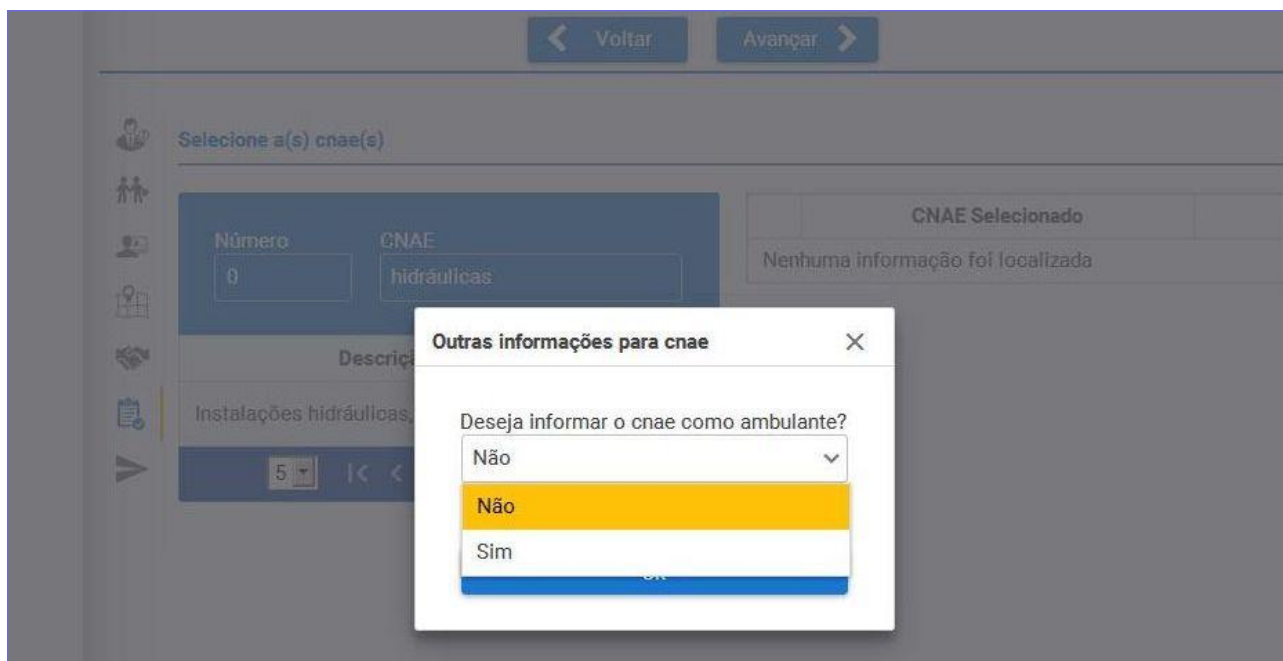 Voltar
Avançar
Selecione a(s) cnae(s)
Número
CNAE
0
hidráulicas
CNAE Selecionado
Nenhuma informação foi localizada
Instalações hidráulicas,
5
Outras informações para cnae
Deseja informar o cnae como ambulante?
Não
Não
Sim